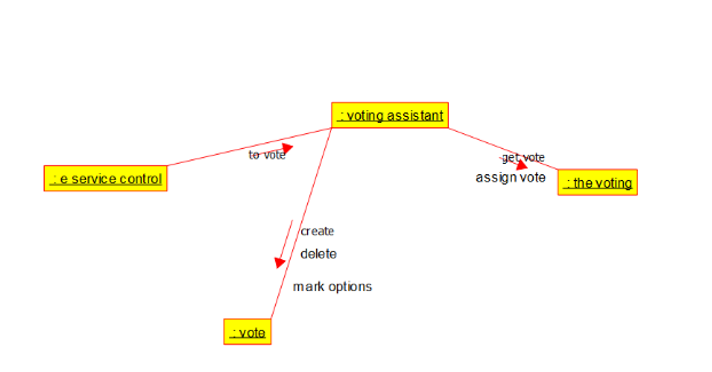 : voting assistant
to vote
get vote
: e service control
assign vote
: the voting
create
delete
mark options
: vote